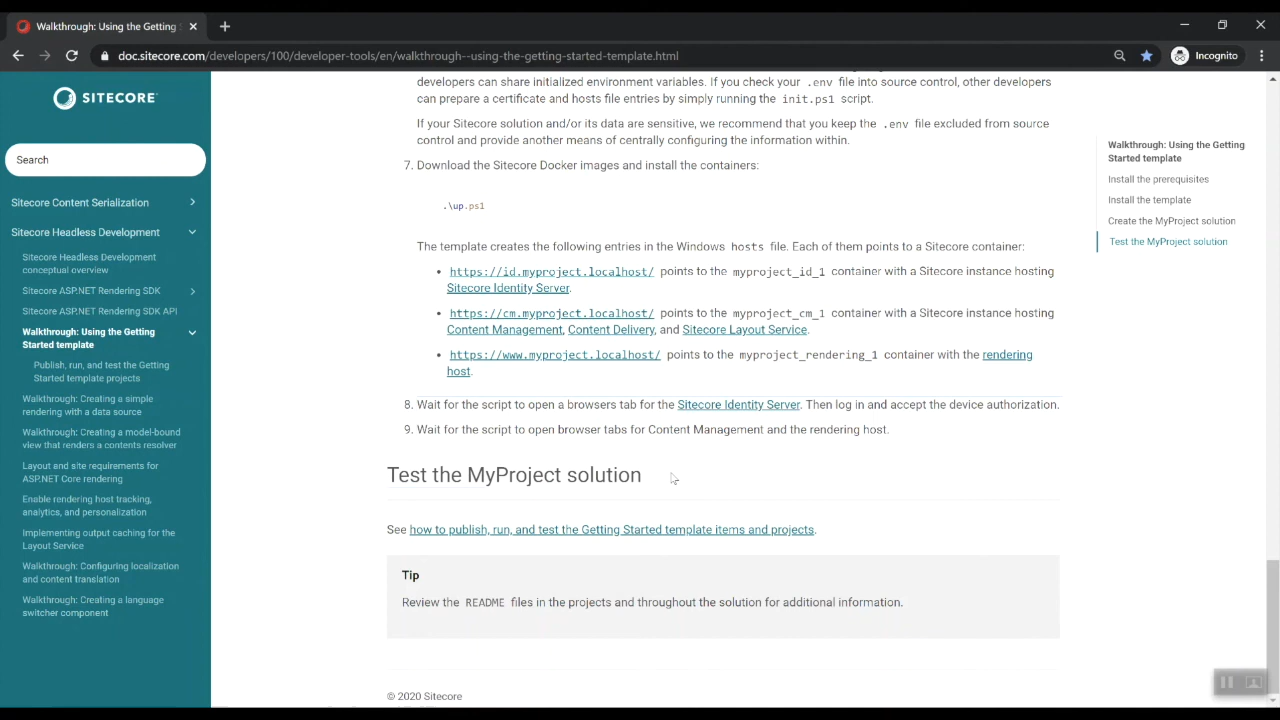 Walkthrough: Using the Getting S
doc.sitecore.com/developers/100/developer-tools/en/walkthrough--using-the-getting-started-template.html
Incognito
SITECORE
Search
Sitecore Content Serialization
Sitecore Headless Development
Sitecore Headless Development
conceptual overview
Sitecore ASP.NET Rendering SDK
Sitecore ASP.NET Rendering SDK API
Walkthrough: Using the Getting
Started template
Publish, run, and test the Getting
Started template projects
Walkthrough: Creating a simple
rendering with a data source
Walkthrough: Creating a model-bound
view that renders a contents resolver
Layout and site requirements for
ASP.NET Core rendering
Enable rendering host tracking,
analytics, and personalization
Implementing output caching for the
Layout Service
Walkthrough: Configuring localization
and content translation
Walkthrough: Creating a language
switcher component
developers can share initialized environment variables. If you check your .env file into source control, other developers
can prepare a certificate and hosts file entries by simply running the init.ps1 script.
If your Sitecore solution and/or its data are sensitive, we recommend that you keep the .env file excluded from source
control and provide another means of centrally configuring the information within.
7. Download the Sitecore Docker images and install the containers:
.\up.ps1
The template creates the following entries in the Windows hosts file. Each of them points to a Sitecore container:
• https://id.myproject.localhost/ points to the myproject_id_1 container with a Sitecore instance hosting
Sitecore Identity Server.
• https://cm.myproject.localhost/ points to the myproject_cm_1 container with a Sitecore instance hosting
Content Management, Content Delivery, and Sitecore Layout Service.
• https://www.myproject.localhost/ points to the myproject_rendering_1 container with the rendering
host.
8. Wait for the script to open a browsers tab for the Sitecore Identity Server. Then log in and accept the device authorization.
9. Wait for the script to open browser tabs for Content Management and the rendering host.
Test the MyProject solution
See how to publish, run, and test the Getting Started template items and projects.
Tip
Review the README files in the projects and throughout the solution for additional information.
© 2020 Sitecore
Walkthrough: Using the Getting
Started template
Install the prerequisites
Install the template
Create the MyProject solution
Test the MyProject solution